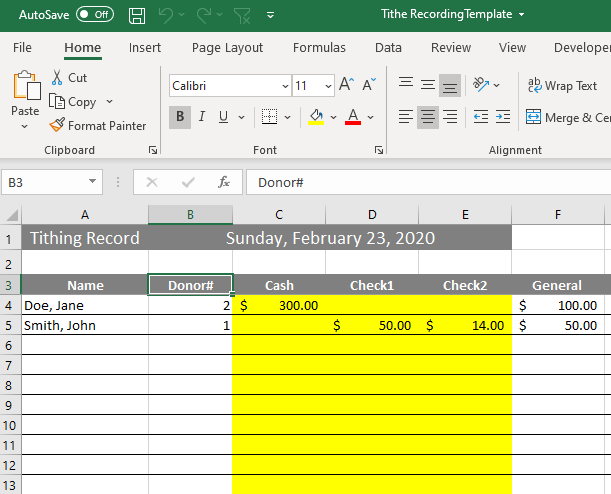 AutoSave Off Tithe RecordingTemplate
File Home Insert Page Layout Formulas Data Review View Developer
Cut
Copy
Paste
Format Painter
Clipboard
Calibri 11 A A
B I U A
Font
ab Wrap Text
Merge & Cen
Alignment
B3 fx Donor#
A B C D E F
1 Tithing Record Sunday, February 23, 2020
2
3 Name Donor# Cash Check1 Check2 General
4 Doe, Jane 2 $ 300.00 $ 100.00
5 Smith, John 1 $ 50.00 $ 14.00 $ 50.00
6
7
8
9
10
11
12
13